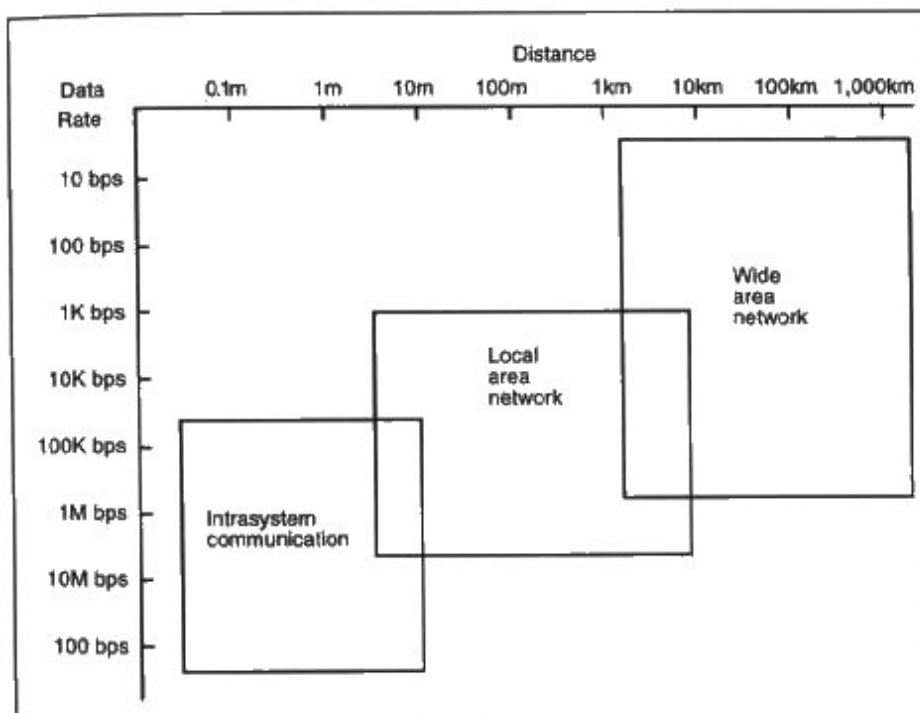 Distance
Data 0.1m 1m 10m 100m 1km 10km 100km 1,000km
Rate
10 bps
100 bps
1K bps
10K bps
100K bps
1M bps
10M bps
100 bps
Wide
area
network
Local
area
network
Intrasystem
communication